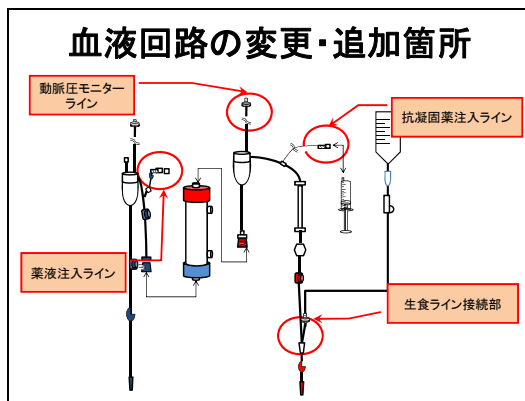 血液回路の変更・追加箇所
動脈圧モニター
ライン
抗凝固薬注入ライン
薬液注入ライン
生食ライン接続部